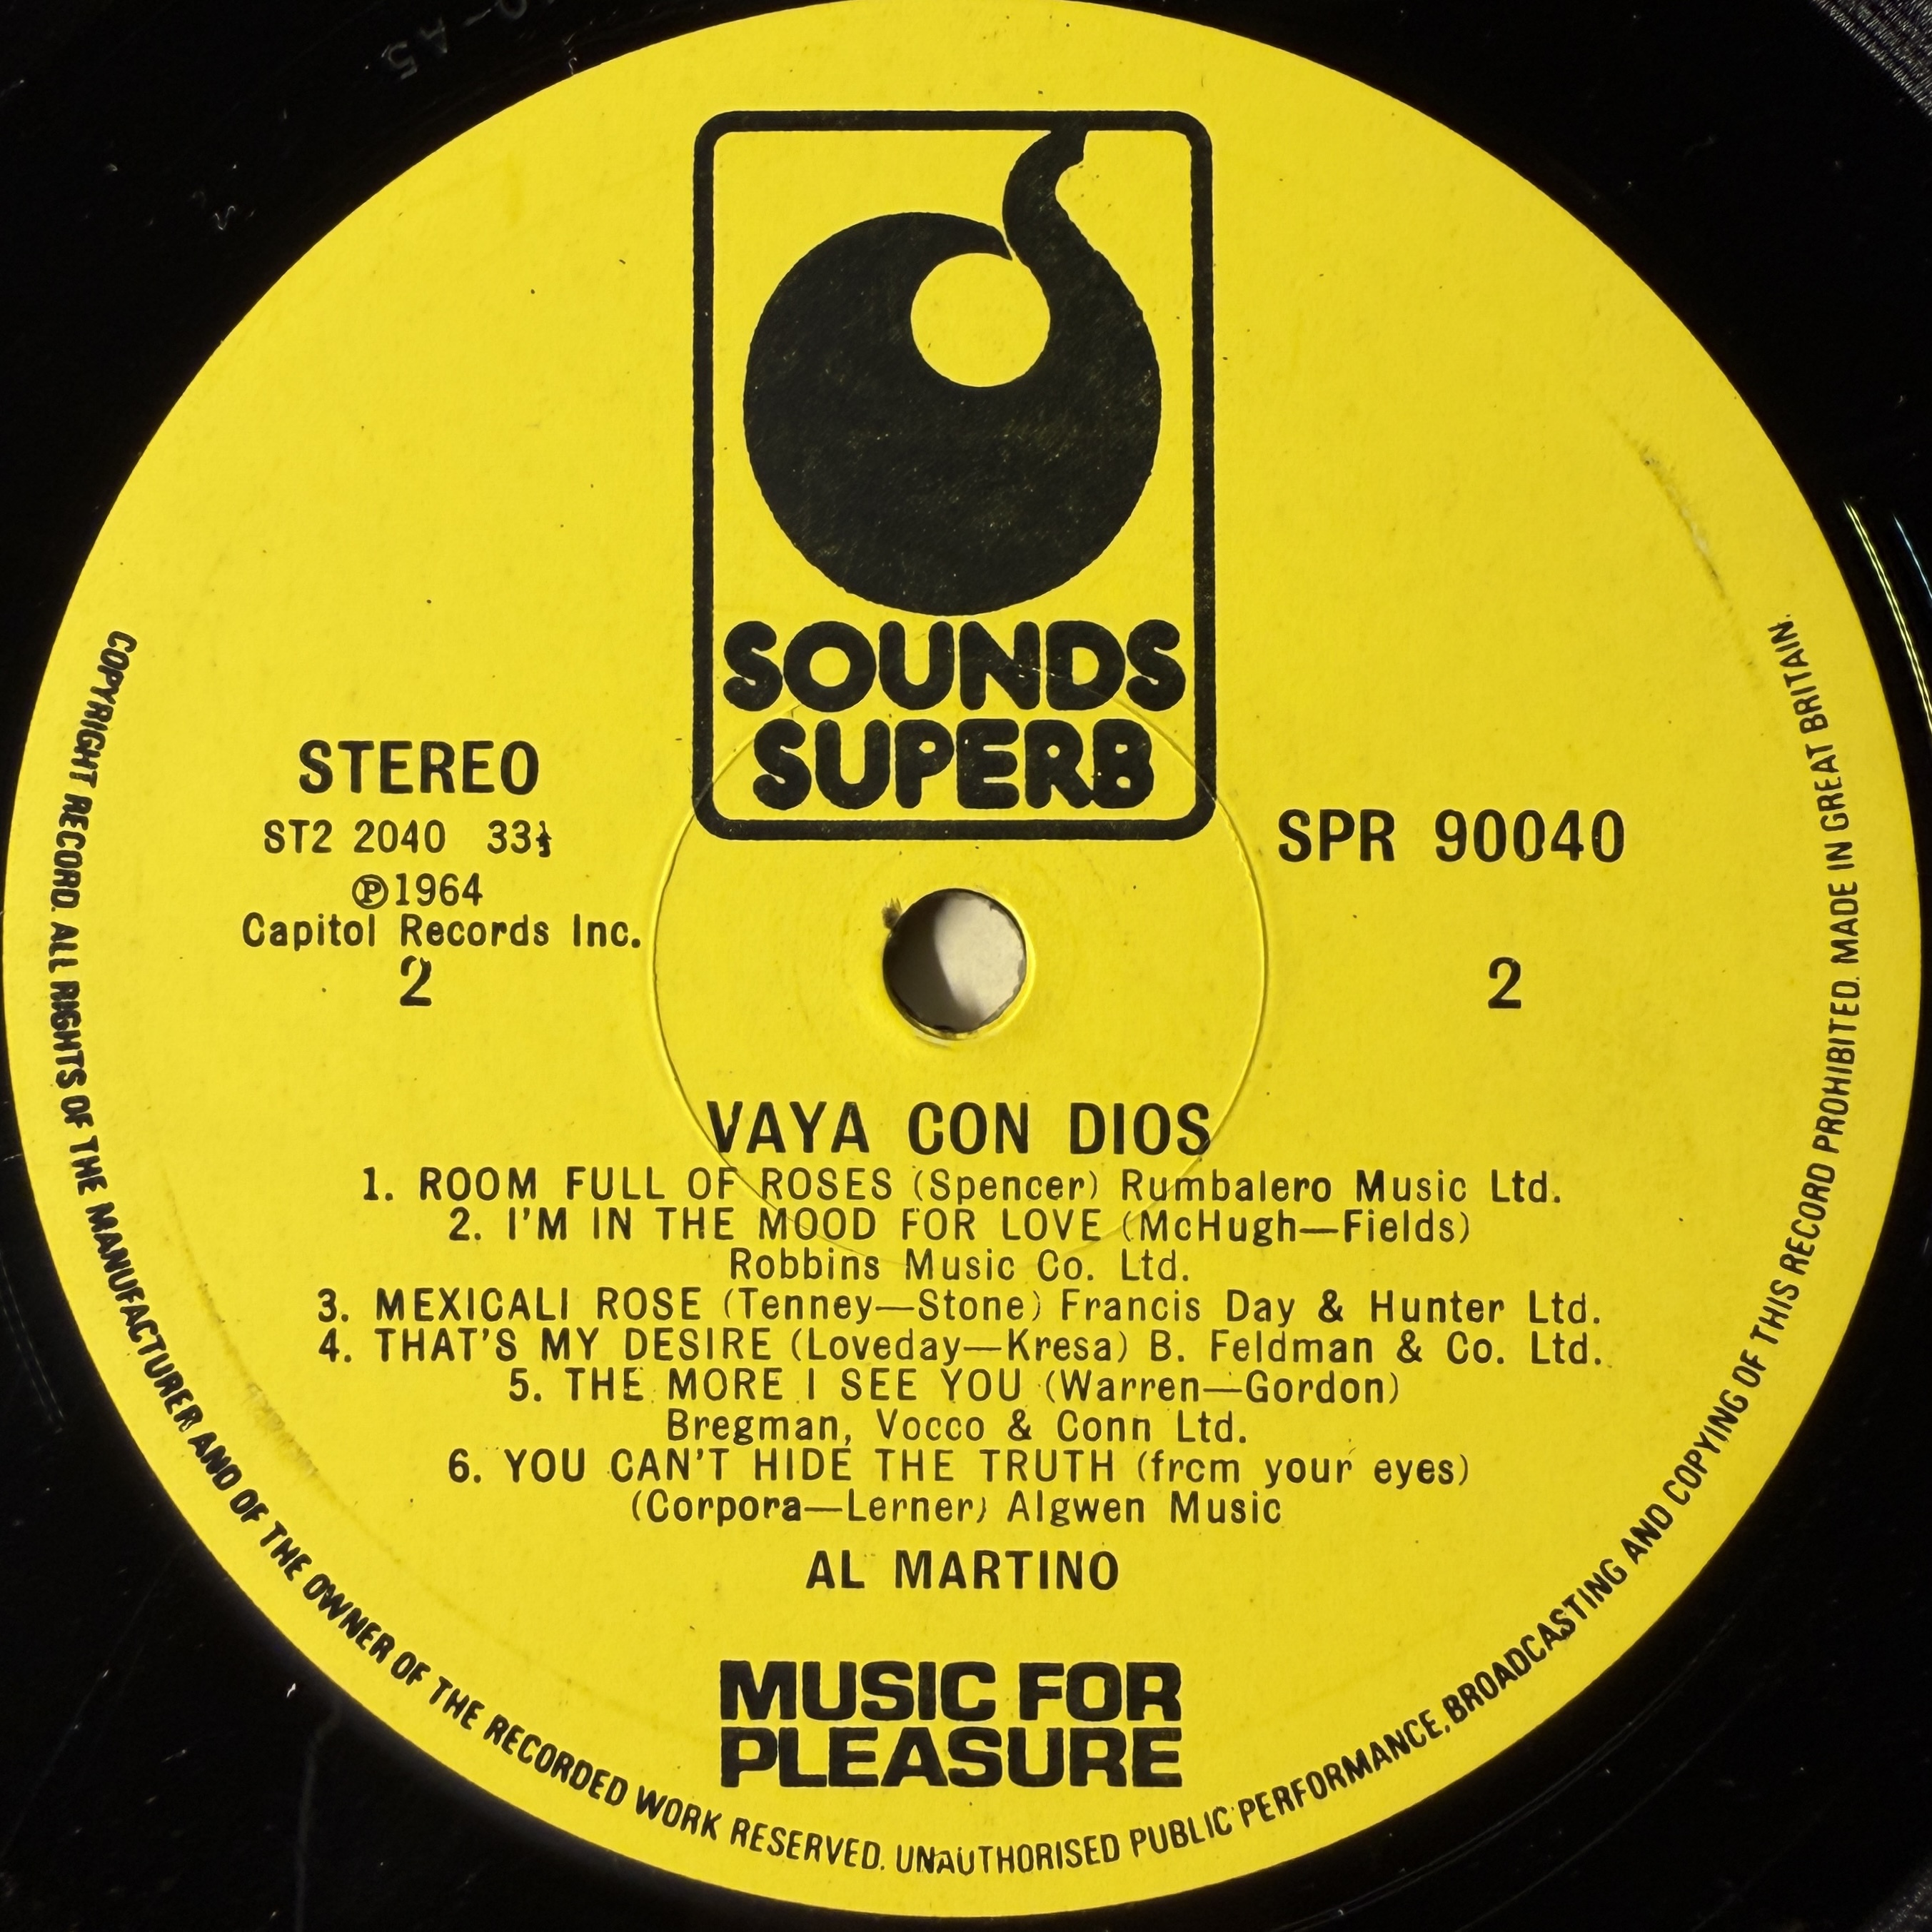 SOUNDS
SUPERB
STEREO
ST2 2040 33⅓
Ⓟ1964
Capitol Records Inc.
2
SPR 90040
2
VAYA CON DIOS
1. ROOM FULL OF ROSES (Spencer) Rumbalero Music Ltd.
2. I'M IN THE MOOD FOR LOVE (McHugh—Fields)
Robbins Music Co. Ltd.
3. MEXICALI ROSE (Tenney—Stone) Francis Day & Hunter Ltd.
4. THAT'S MY DESIRE (Loveday—Kresa) B. Feldman & Co. Ltd.
5. THE MORE I SEE YOU (Warren—Gordon)
Bregman, Vocco & Conn Ltd.
6. YOU CAN'T HIDE THE TRUTH (from your eyes)
(Corpora—Lerner) Algwen Music
AL MARTINO
MUSIC FOR
PLEASURE
COPYRIGHT RECORD. ALL RIGHTS OF THE MANUFACTURER AND OF THE OWNER OF THE RECORDED WORK RESERVED. UNAUTHORISED PUBLIC PERFORMANCE, BROADCASTING AND COPYING OF THIS RECORD PROHIBITED. MADE IN GREAT BRITAIN.